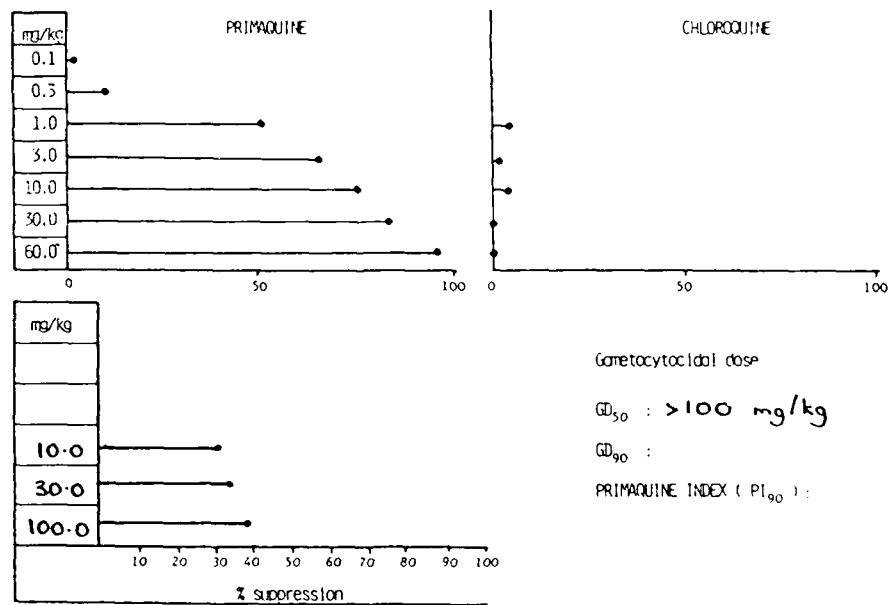 mg/kg PRIMAQUINE CHLOROQUINE
0.1
0.3
1.0
3.0
10.0
30.0
60.0
0 50 100 0 50 100
mg/kg
Gametocytocidal dose
GD50 : >100 mg/kg
GD90 :
PRIMAQUINE INDEX ( PI90 ) :
10.0
30.0
100.0
10 20 30 40 50 60 70 80 90 100
% suppression